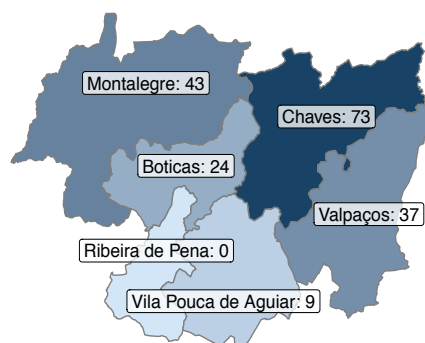 Montalegre: 43
Chaves: 73
Boticas: 24
Valpaços: 37
Ribeira de Pena: 0
Vila Pouca de Aguiar: 9